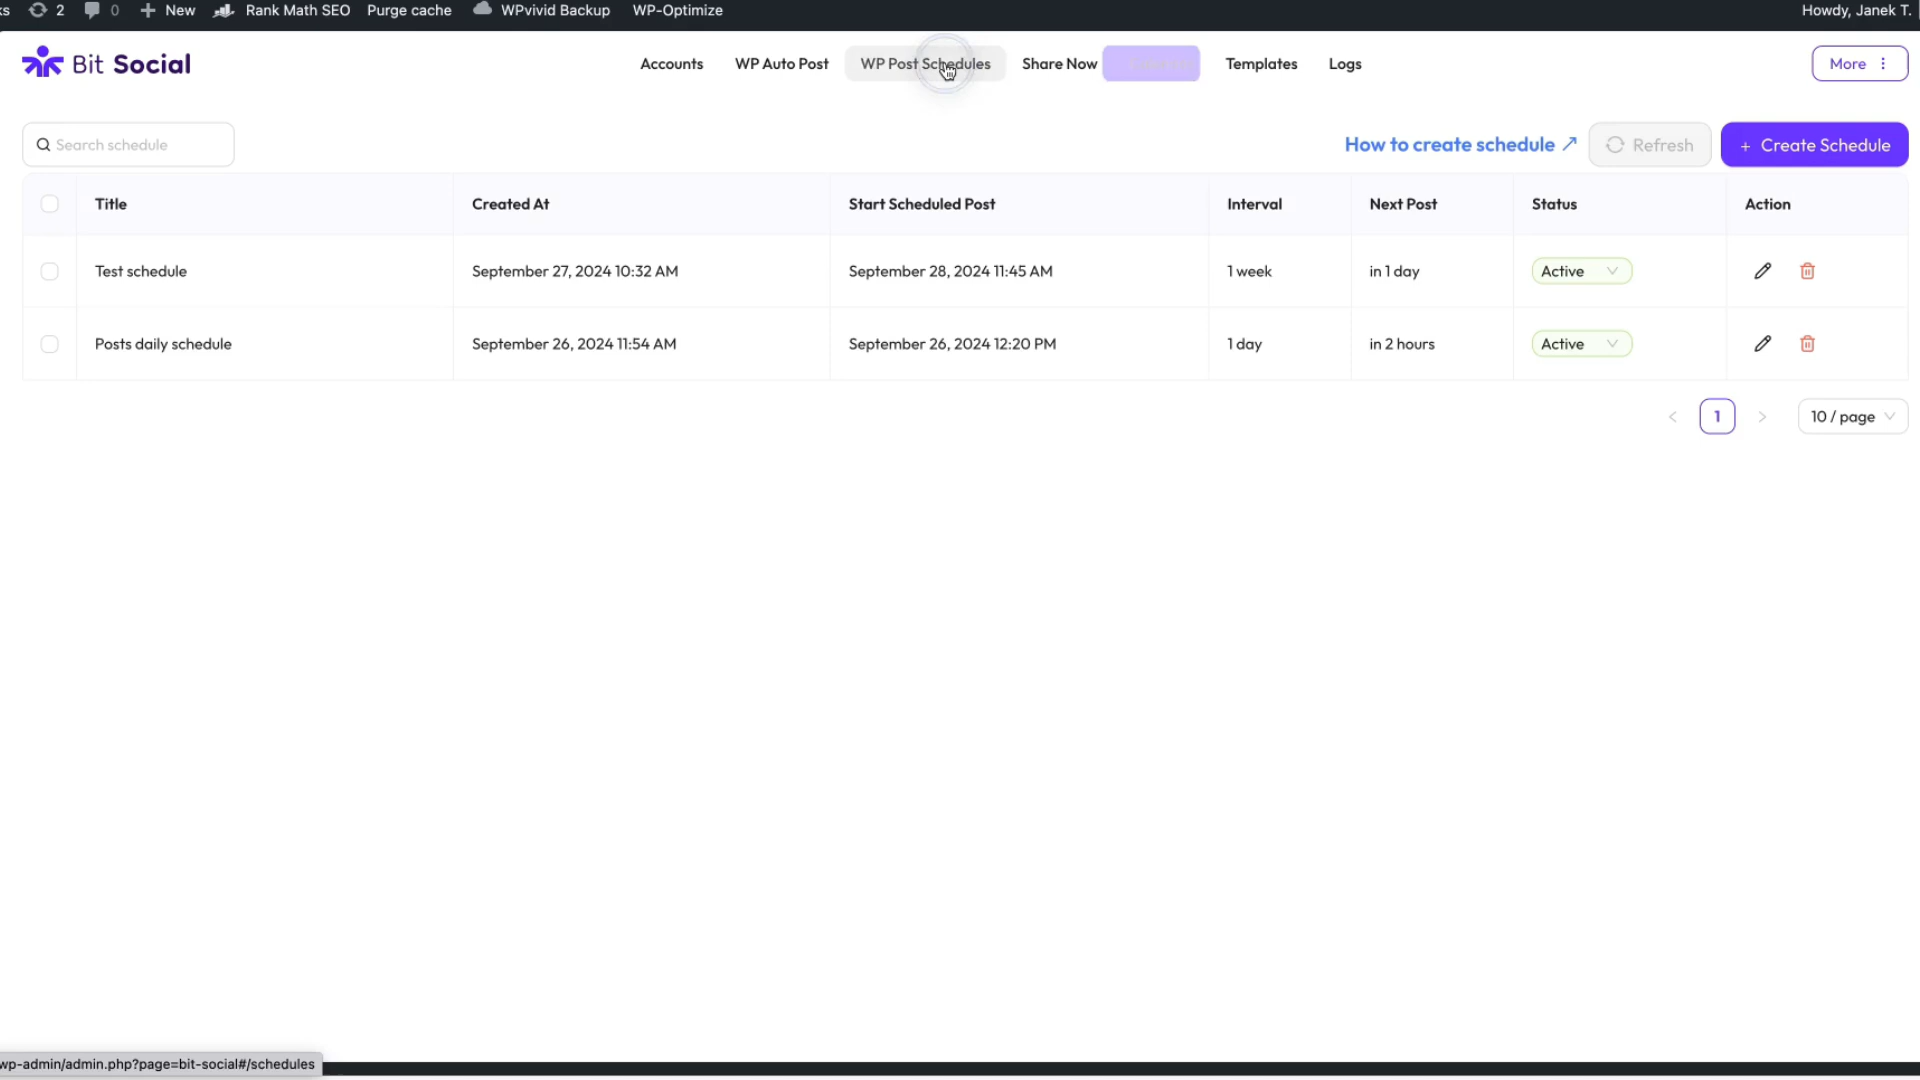 ks 2 0 New Rank Math SEO Purge cache WPvivid Backup WP-Optimize Howdy, Janek T.
Bit Social Accounts WP Auto Post WP Post Schedules Share Now Templates Logs More
Search schedule How to create schedule ↗ Refresh + Create Schedule
Title Created At Start Scheduled Post Interval Next Post Status Action
Test schedule September 27, 2024 10:32 AM September 28, 2024 11:45 AM 1 week in 1 day Active
Posts daily schedule September 26, 2024 11:54 AM September 26, 2024 12:20 PM 1 day in 2 hours Active
< 1 > 10 / page
wp-admin/admin.php?page=bit-social#/schedules